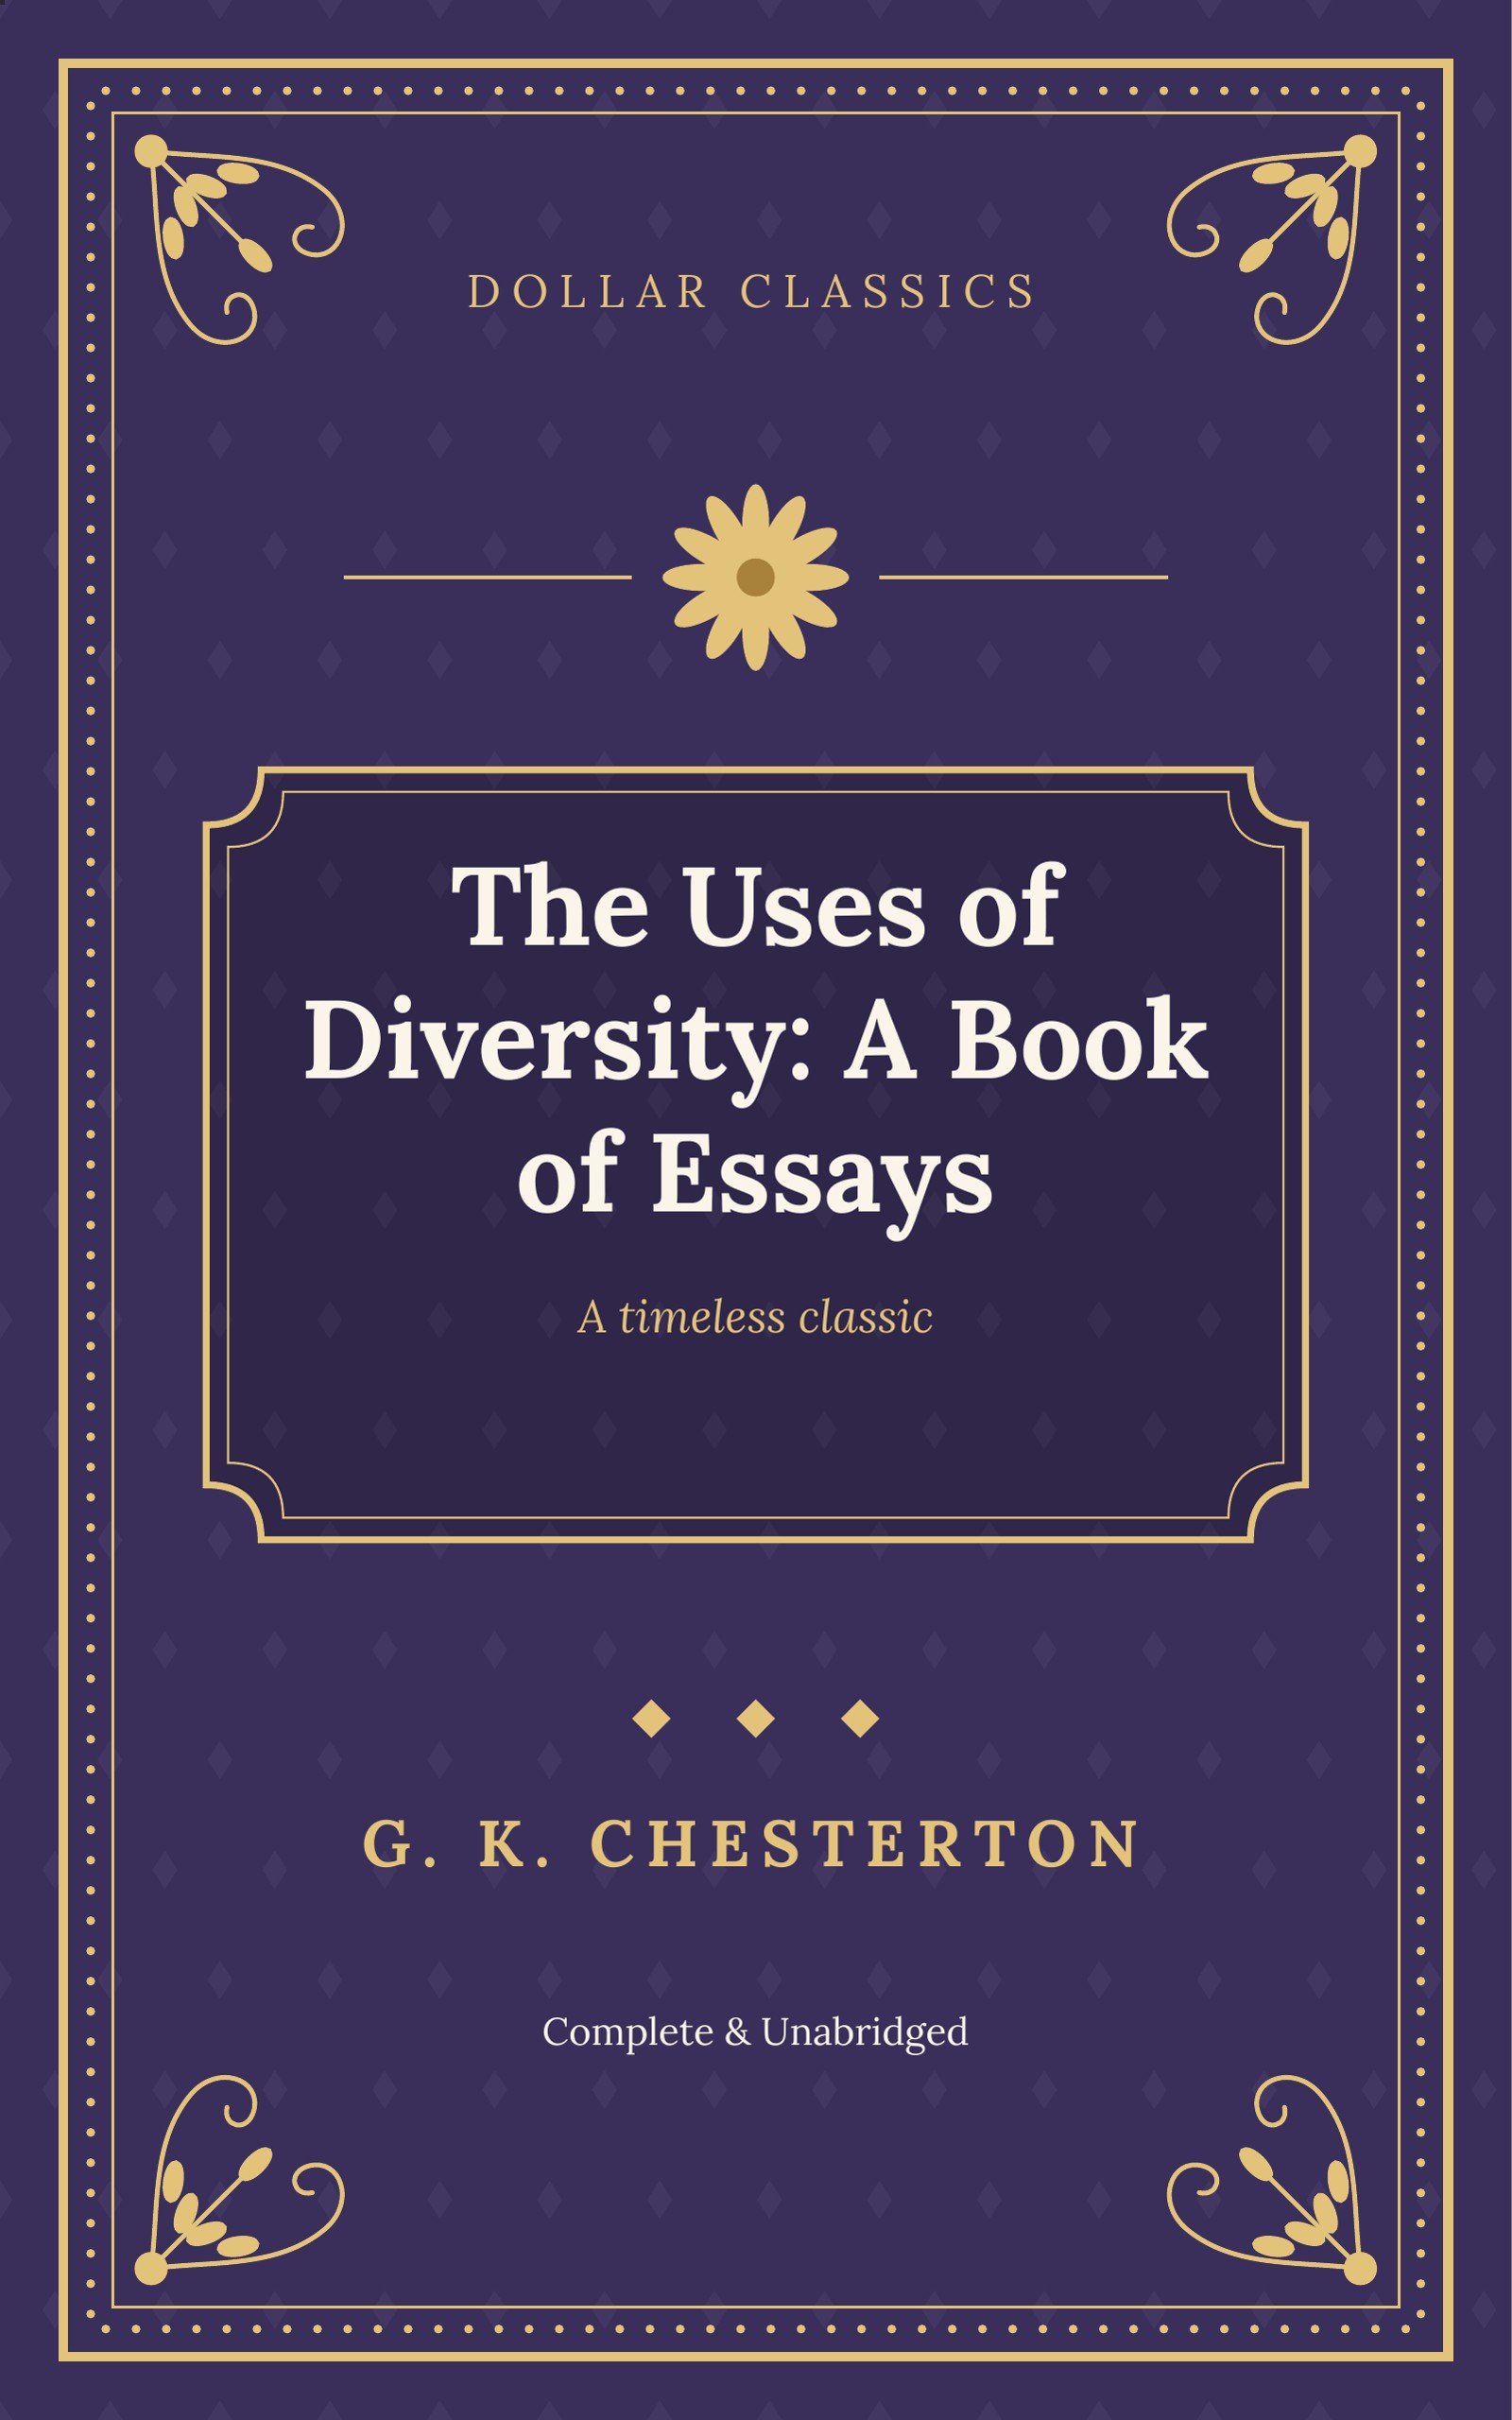 DOLLAR CLASSICS
The Uses of
Diversity: A Book
of Essays
A timeless classic
G. K. CHESTERTON
Complete & Unabridged